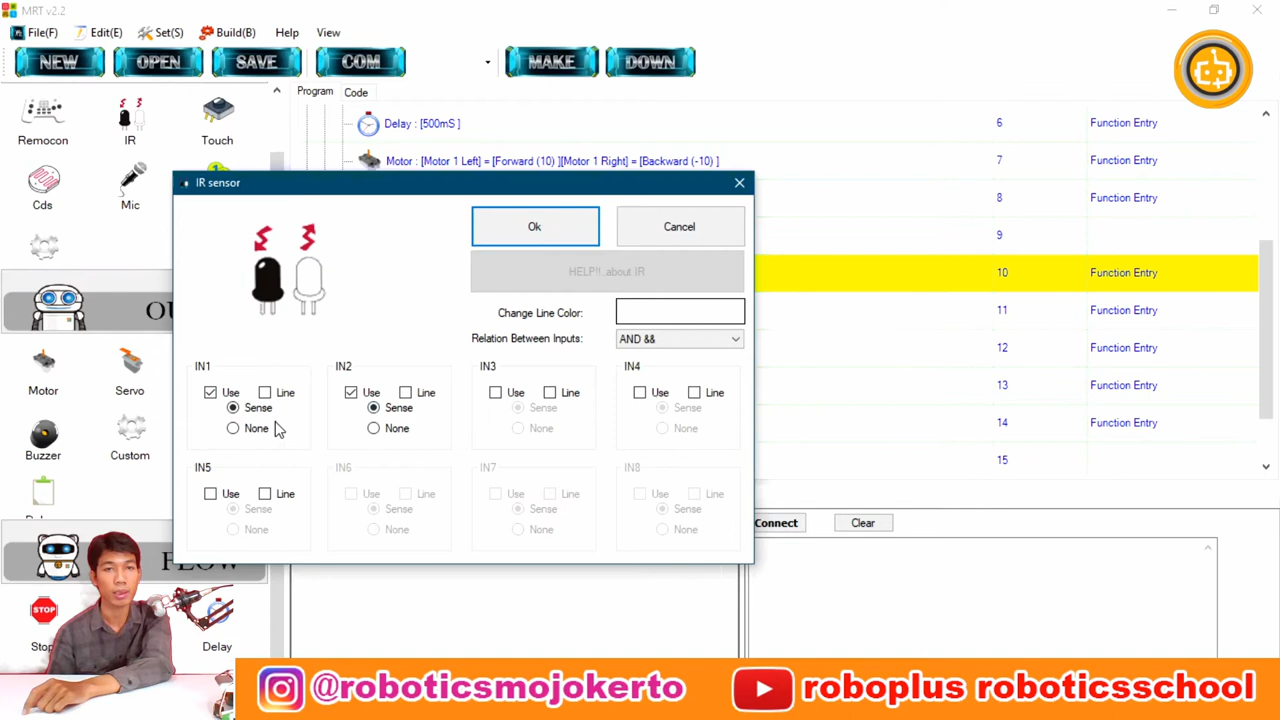 MRT v2.2
File(F) Edit(E) Set(S) Build(B) Help View
NEW OPEN SAVE COM MAKE DOWN
Program Code
Remocon IR Touch
Cds Mic
Delay : [500mS ] 6 Function Entry
Motor : [Motor 1 Left] = [Forward (10) ][Motor 1 Right] = [Backward (-10) ] 7 Function Entry
8 Function Entry
9
10 Function Entry
11 Function Entry
12 Function Entry
13 Function Entry
14 Function Entry
15
IR sensor
Ok Cancel
HELP!!..about IR
Change Line Color:
Relation Between Inputs: AND &&
IN1 IN2 IN3 IN4
Use Line Use Line Use Line Use Line
Sense Sense Sense Sense
None None None None
IN5 IN6 IN7 IN8
Use Line Use Line Use Line Use Line
Sense Sense Sense Sense
None None None None
Motor Servo
Buzzer Custom
Connect Clear
STOP
Delay
@roboticsmojokerto roboplus roboticsschool